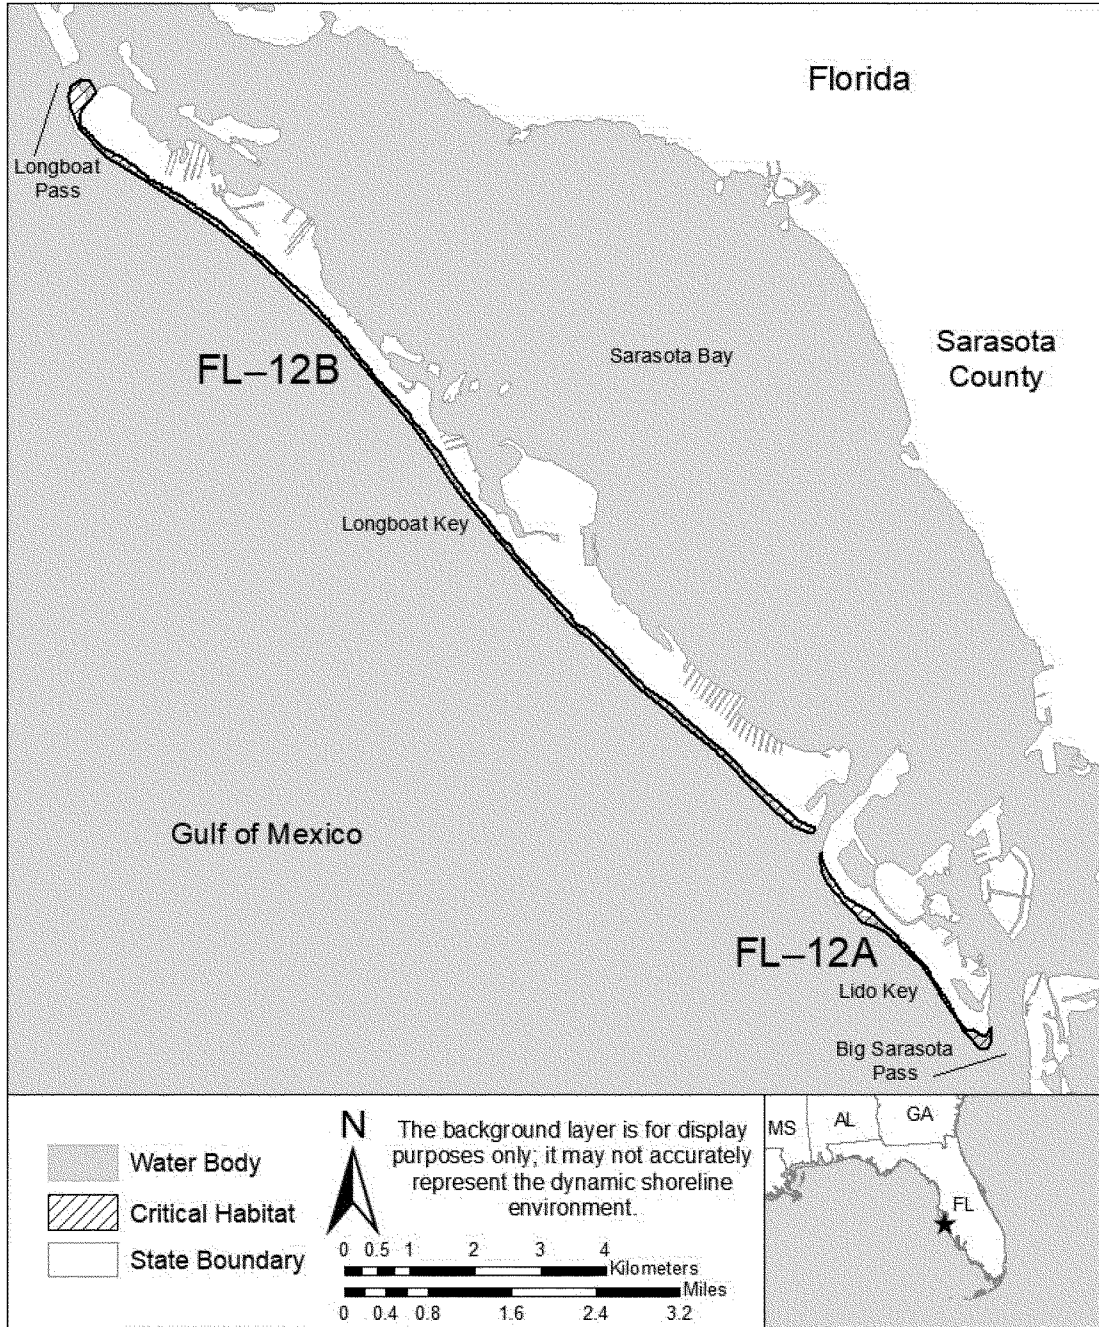 Florida
Longboat
Pass
Sarasota
County
Sarasota Bay
FL–12B
Longboat Key
Gulf of Mexico
FL–12A
Lido Key
Big Sarasota
Pass
Water Body
Critical Habitat
State Boundary
N
The background layer is for display
purposes only; it may not accurately
represent the dynamic shoreline
environment.
0 0.5 1 2 3 4
Kilometers
Miles
0 0.4 0.8 1.6 2.4 3.2
MS
AL
GA
FL